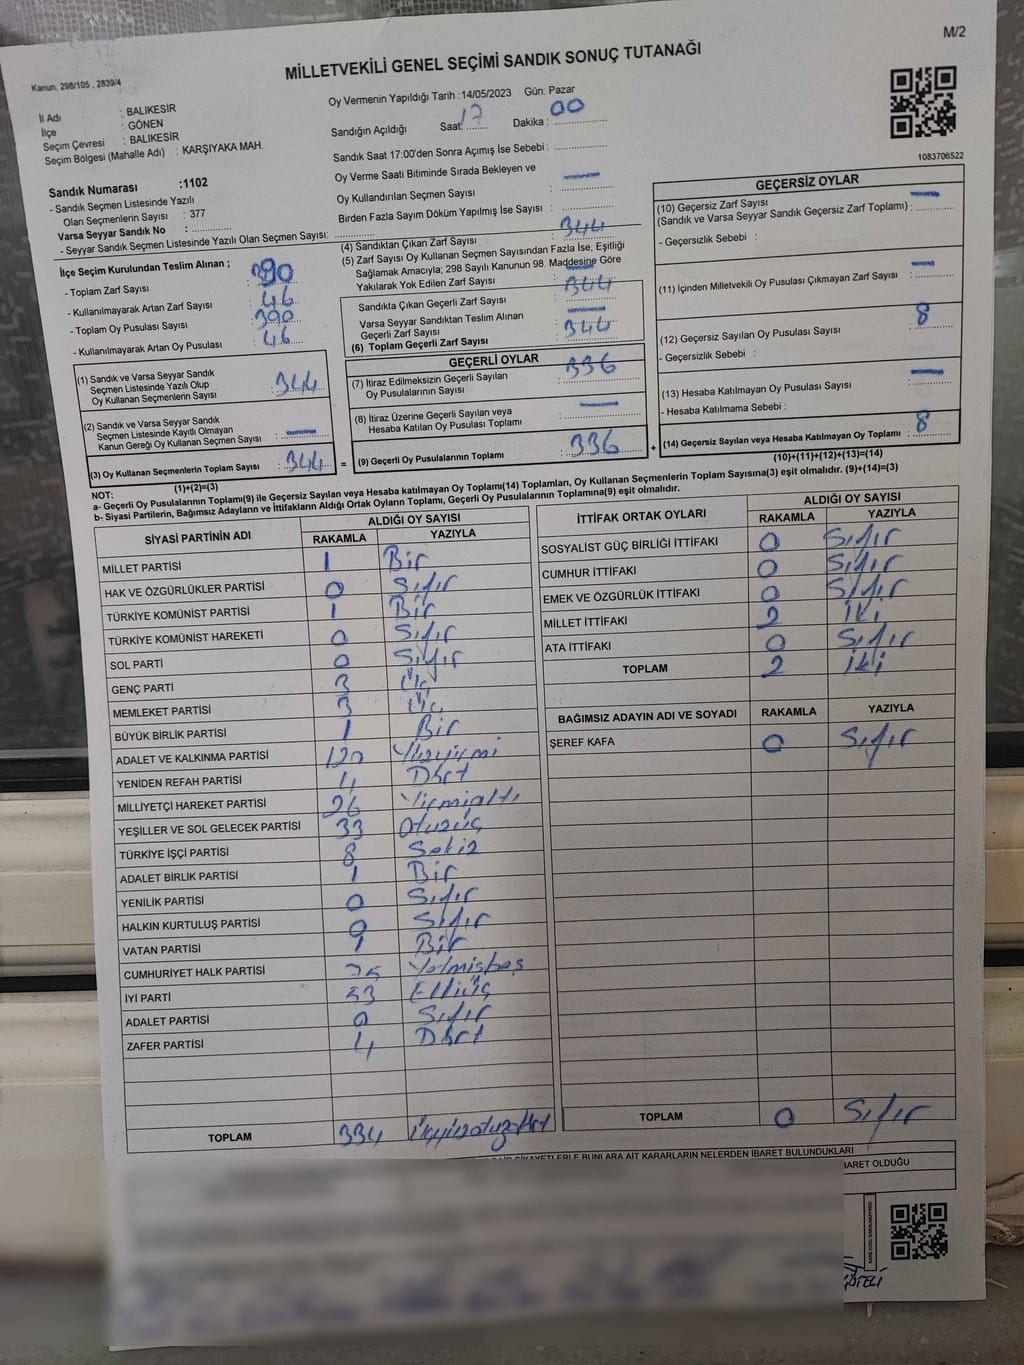 M/2
MİLLETVEKİLİ GENEL SEÇİMİ SANDIK SONUÇ TUTANAĞI
Kanun, 298/105 , 2839/4
İl Adı : BALIKESİR
İlçe : GÖNEN
Seçim Çevresi : BALIKESİR
Seçim Bölgesi (Mahalle Adı) : KARŞIYAKA MAH.
Oy Vermenin Yapıldığı Tarih :14/05/2023 Gün: Pazar
Sandığın Açıldığı Saat: 17 Dakika : 00
Sandık Saat 17:00'den Sonra Açımış İse Sebebi :
Oy Verme Saati Bitiminde Sırada Bekleyen ve
Oy Kullandırılan Seçmen Sayısı : —
Birden Fazla Sayım Döküm Yapılmış İse Sayısı :
1083706522
Sandık Numarası :1102
- Sandık Seçmen Listesinde Yazılı
Olan Seçmenlerin Sayısı : 377
Varsa Seyyar Sandık No :
- Seyyar Sandık Seçmen Listesinde Yazılı Olan Seçmen Sayısı:
İlçe Seçim Kurulundan Teslim Alınan ;
- Toplam Zarf Sayısı : 390
- Kullanılmayarak Artan Zarf Sayısı : 46
- Toplam Oy Pusulası Sayısı : 390
- Kullanılmayarak Artan Oy Pusulası : 46
(1) Sandık ve Varsa Seyyar Sandık
Seçmen Listesinde Yazılı Olup
Oy Kullanan Seçmenlerin Sayısı : 344
(2) Sandık ve Varsa Seyyar Sandık
Seçmen Listesinde Kayıtlı Olmayan
Kanun Gereği Oy Kullanan Seçmen Sayısı : —
(3) Oy Kullanan Seçmenlerin Toplam Sayısı : 344 =
(1)+(2)=(3)
(4) Sandıktan Çıkan Zarf Sayısı : 344
(5) Zarf Sayısı Oy Kullanan Seçmen Sayısından Fazla İse, Eşitliği
Sağlamak Amacıyla; 298 Sayılı Kanunun 98. Maddesine Göre
Yakılarak Yok Edilen Zarf Sayısı : —
Sandıkta Çıkan Geçerli Zarf Sayısı : 344
Varsa Seyyar Sandıktan Teslim Alınan
Geçerli Zarf Sayısı : —
(6) Toplam Geçerli Zarf Sayısı : 344
GEÇERLİ OYLAR
(7) İtiraz Edilmeksizin Geçerli Sayılan
Oy Pusulalarının Sayısı : 336
(8) İtiraz Üzerine Geçerli Sayılan veya
Hesaba Katılan Oy Pusulası Toplamı : —
(9) Geçerli Oy Pusulalarının Toplamı : 336 +
GEÇERSİZ OYLAR
(10) Geçersiz Zarf Sayısı
(Sandık ve Varsa Seyyar Sandık Geçersiz Zarf Toplamı) : —
- Geçersizlik Sebebi :
(11) İçinden Milletvekili Oy Pusulası Çıkmayan Zarf Sayısı : —
(12) Geçersiz Sayılan Oy Pusulası Sayısı : 8
- Geçersizlik Sebebi :
(13) Hesaba Katılmayan Oy Pusulası Sayısı : —
- Hesaba Katılmama Sebebi :
(14) Geçersiz Sayılan veya Hesaba Katılmayan Oy Toplamı : 8
(10)+(11)+(12)+(13)=(14)
NOT:
a- Geçerli Oy Pusulalarının Toplamı(9) ile Geçersiz Sayılan veya Hesaba katılmayan Oy Toplamı(14) Toplamları, Oy Kullanan Seçmenlerin Toplam Sayısına(3) eşit olmalıdır. (9)+(14)=(3)
b- Siyasi Partilerin, Bağımsız Adayların ve İttifakların Aldığı Ortak Oyların Toplamı, Geçerli Oy Pusulalarının Toplamına(9) eşit olmalıdır.
SİYASİ PARTİNİN ADI ALDIĞI OY SAYISI
RAKAMLA YAZIYLA
MİLLET PARTİSİ 1 Bir
HAK VE ÖZGÜRLÜKLER PARTİSİ 0 Sıfır
TÜRKİYE KOMÜNİST PARTİSİ 1 Bir
TÜRKİYE KOMÜNİST HAREKETİ 0 Sıfır
SOL PARTİ 0 Sıfır
GENÇ PARTİ 3 Üç
MEMLEKET PARTİSİ 3 Üç
BÜYÜK BİRLİK PARTİSİ 1 Bir
ADALET VE KALKINMA PARTİSİ 120 Yüzyirmi
YENİDEN REFAH PARTİSİ 4 Dört
MİLLİYETÇİ HAREKET PARTİSİ 26 Yirmialtı
YEŞİLLER VE SOL GELECEK PARTİSİ 33 Otuzüç
TÜRKİYE İŞÇİ PARTİSİ 8 Sekiz
ADALET BİRLİK PARTİSİ 1 Bir
YENİLİK PARTİSİ 0 Sıfır
HALKIN KURTULUŞ PARTİSİ 0 Sıfır
VATAN PARTİSİ 1 Bir
CUMHURİYET HALK PARTİSİ 75 Yetmişbeş
İYİ PARTİ 53 Elliüç
ADALET PARTİSİ 0 Sıfır
ZAFER PARTİSİ 4 Dört
TOPLAM 334 üçyüzotuzdört
İTTİFAK ORTAK OYLARI ALDIĞI OY SAYISI
RAKAMLA YAZIYLA
SOSYALİST GÜÇ BİRLİĞİ İTTİFAKI 0 Sıfır
CUMHUR İTTİFAKI 0 Sıfır
EMEK VE ÖZGÜRLÜK İTTİFAKI 0 Sıfır
MİLLET İTTİFAKI 2 İki
ATA İTTİFAKI 0 Sıfır
TOPLAM 2 İki
BAĞIMSIZ ADAYIN ADI VE SOYADI RAKAMLA YAZIYLA
ŞEREF KAFA 0 Sıfır
TOPLAM 0 Sıfır
ŞİKAYETLERLE BUNLARA AİT KARARLARIN NELERDEN İBARET BULUNDUKLARI
İBARET OLDUĞU